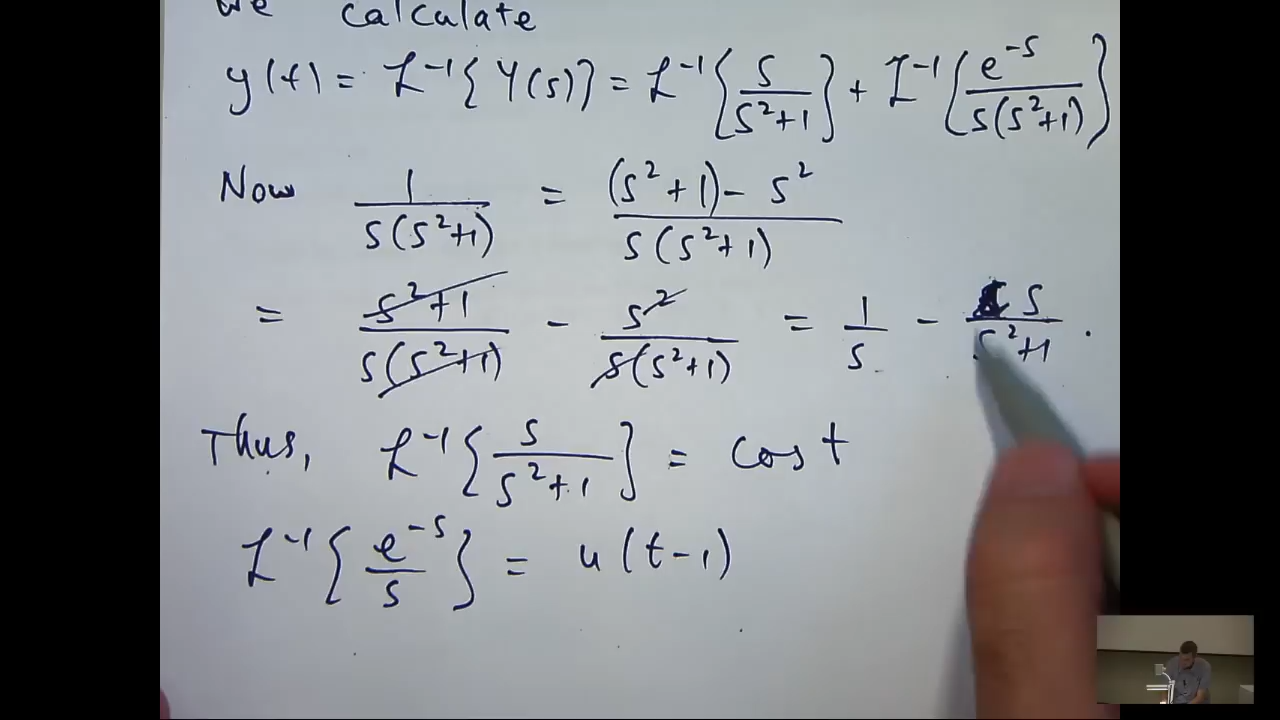 we calculate
y(t) = ℒ⁻¹{Y(s)} = ℒ⁻¹{s/(s²+1)} + ℒ⁻¹{e⁻ˢ/(s(s²+1))}
Now 1/(s(s²+1)) = ((s²+1) - s²)/(s(s²+1))
= (s²+1)/(s(s²+1)) - s²/(s(s²+1)) = 1/s - s/(s²+1).
Thus, ℒ⁻¹{s/(s²+1)} = cos t
ℒ⁻¹{e⁻ˢ/s} = u(t-1)